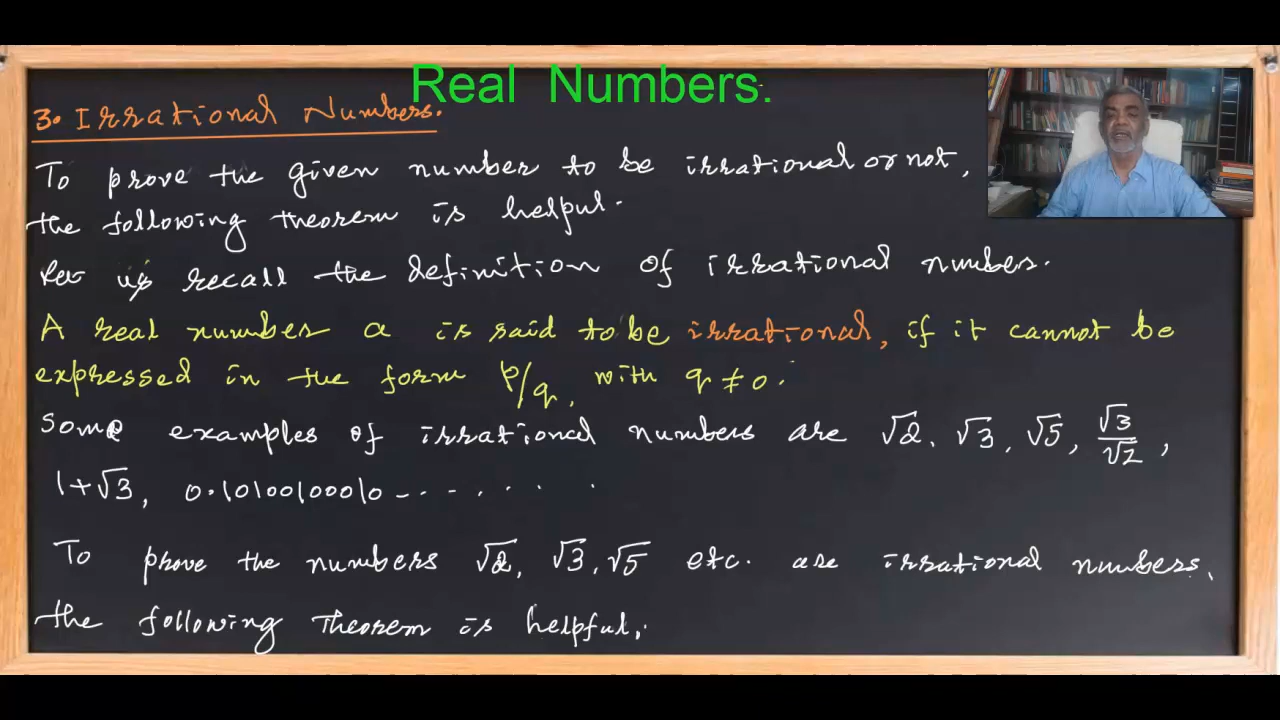 Real Numbers.
3. Irrational Numbers.
To prove the given number to be irrational or not,
the following theorem is helpful.
Let us recall the definition of irrational number.
A real number a is said to be irrational, if it cannot be
expressed in the form p/q, with q ≠ 0.
Some examples of irrational numbers are √2, √3, √5, √3/√2,
1+√3, 0.10100100010.......
To prove the numbers √2, √3, √5 etc. are irrational numbers,
the following Theorem is helpful.